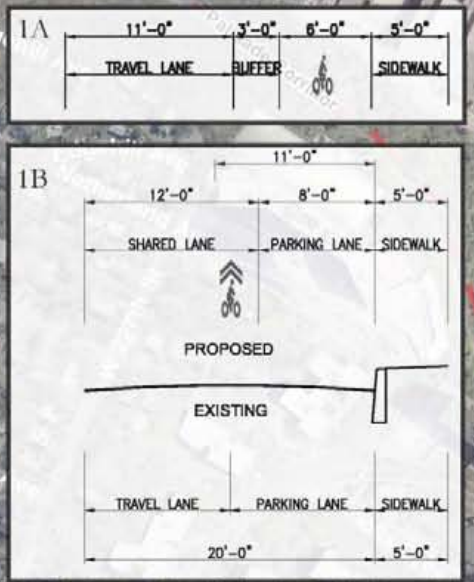 1A
11'-0" 3'-0" 6'-0" 5'-0"
TRAVEL LANE BUFFER SIDEWALK
1B
11'-0"
12'-0" 8'-0" 5'-0"
SHARED LANE PARKING LANE SIDEWALK
PROPOSED
EXISTING
TRAVEL LANE PARKING LANE SIDEWALK
20'-0" 5'-0"